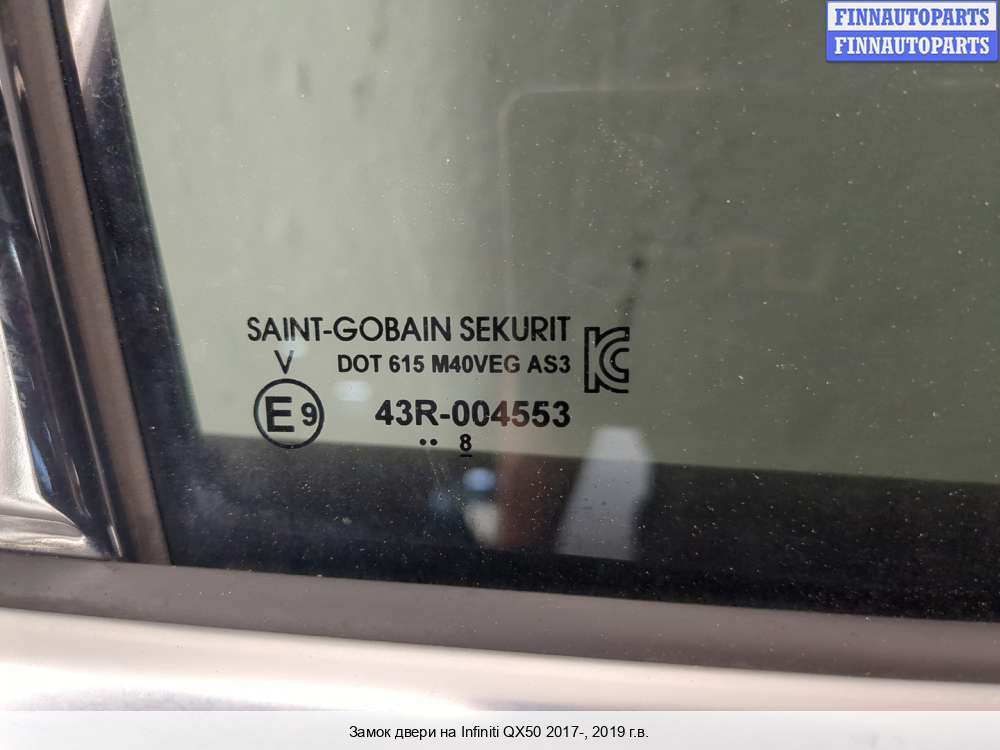 FINNAUTOPARTS
FINNAUTOPARTS
SAINT-GOBAIN SEKURIT
V DOT 615 M40VEG AS3
E9 43R-004553
.. 8
Замок двери на Infiniti QX50 2017-, 2019 г.в.